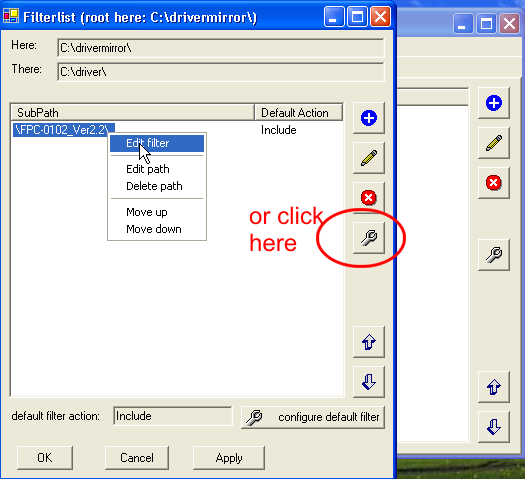 Filterlist (root here: C:\drivermirror\)
Here: C:\drivermirror\
There: C:\driver\
SubPath Default Action
\FPC-0102_Ver2.2\ Include
Edit filter
Edit path
Delete path
Move up
Move down
or click
here
default filter action: Include configure default filter
OK Cancel Apply